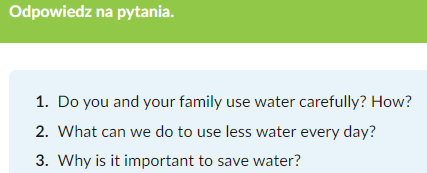 Odpowiedz na pytania.
1. Do you and your family use water carefully? How?
2. What can we do to use less water every day?
3. Why is it important to save water?